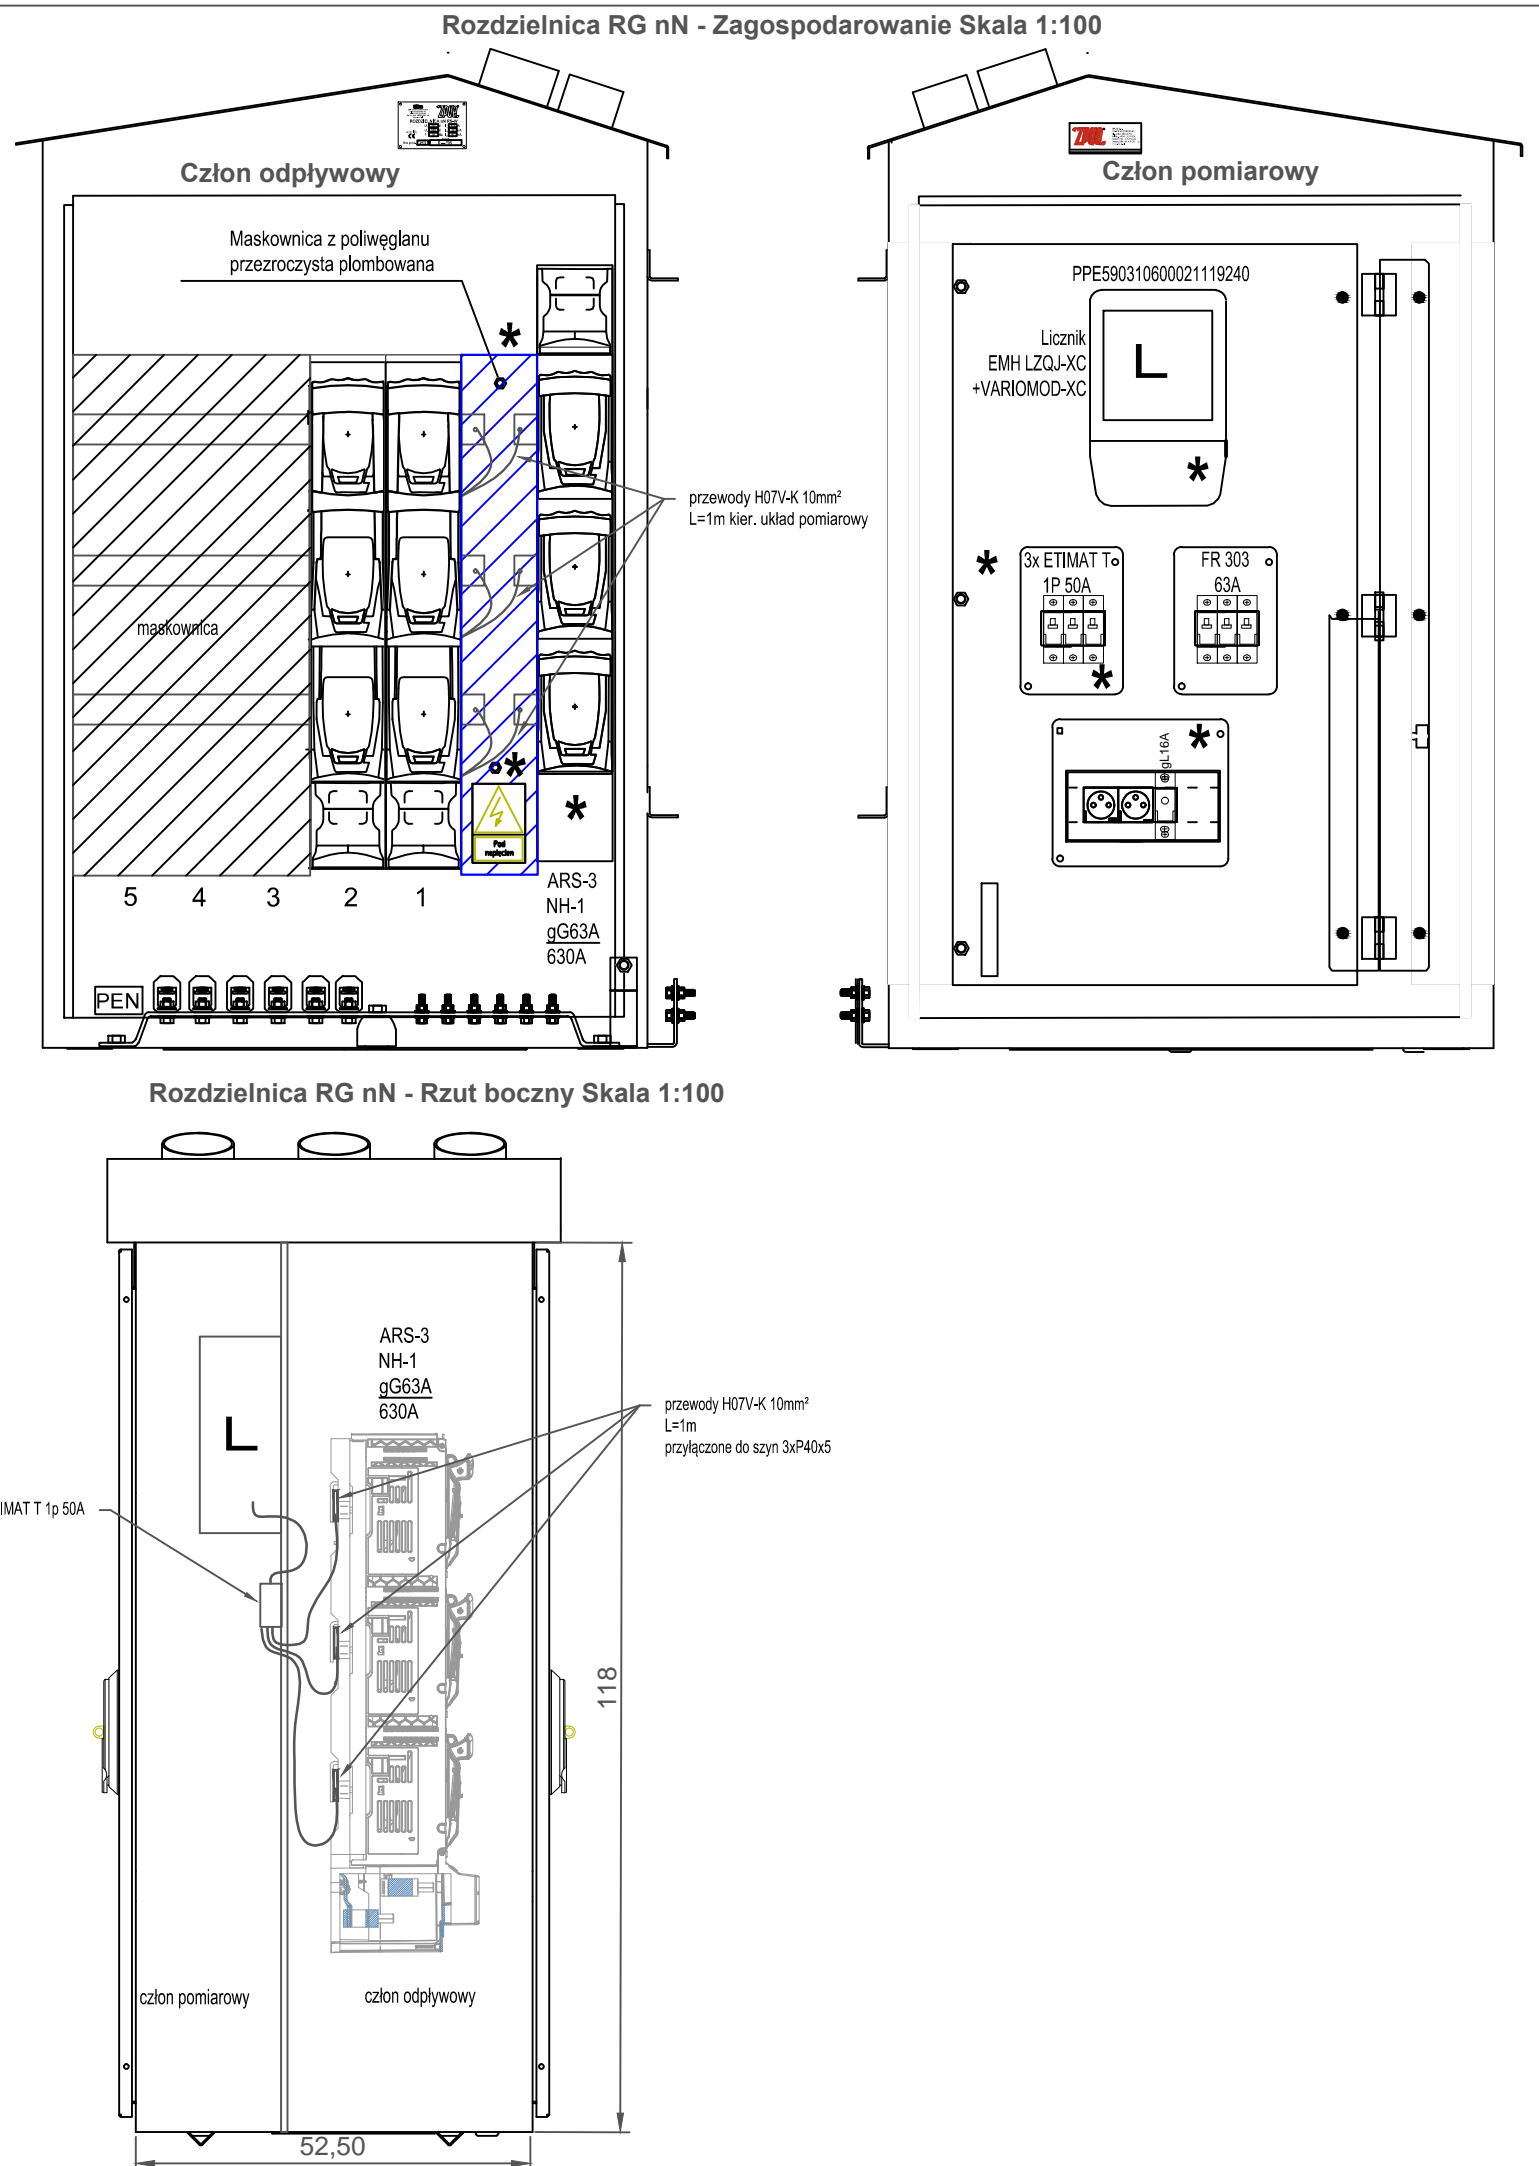 Rozdzielnica RG nN - Zagospodarowanie Skala 1:100
ZPUE
Człon odpływowy
Maskownica z poliwęglanu
przezroczysta plombowana
*
maskownica
przewody H07V-K 10mm²
L=1m kier. układ pomiarowy
*
*
Pod
napięciem
5 4 3 2 1
ARS-3
NH-1
gG63A
630A
PEN
ZPUE
Człon pomiarowy
PPE590310600021119240
Licznik
EMH LZQJ-XC
+VARIOMOD-XC
L
*
*
3x ETIMAT T
1P 50A
*
FR 303
63A
gL16A
*
Rozdzielnica RG nN - Rzut boczny Skala 1:100
ARS-3
NH-1
gG63A
630A
L
przewody H07V-K 10mm²
L=1m
przyłączone do szyn 3xP40x5
IMAT T 1p 50A
118
człon pomiarowy
człon odpływowy
52,50